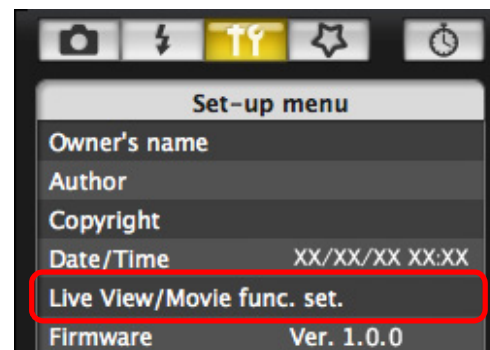 Set-up menu
Owner's name
Author
Copyright
Date/Time XX/XX/XX XX:XX
Live View/Movie func. set.
Firmware Ver. 1.0.0